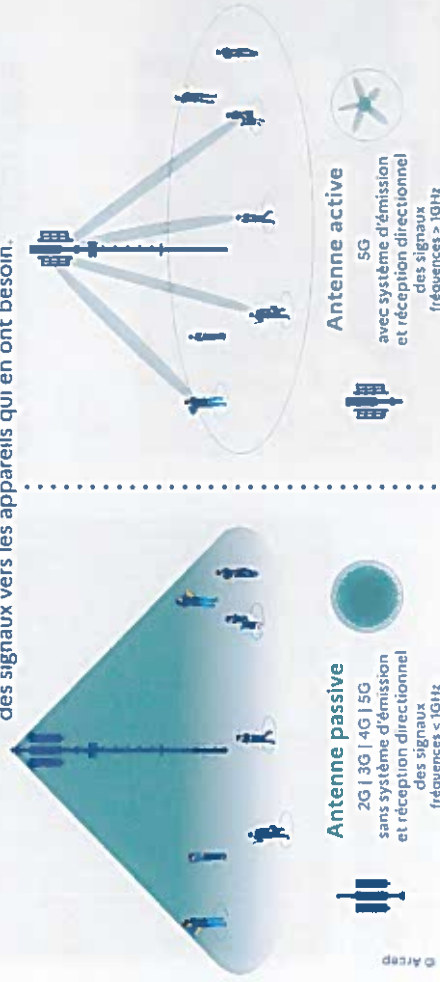 des signaux vers les appareils qui en ont besoin.
Antenne passive
2G | 3G | 4G | 5G
sans système d'émission
et réception directionnel
des signaux
fréquences < 1GHz
Antenne active
5G
avec système d'émission
et réception directionnel
des signaux
fréquences > 1GHz
© Arcep